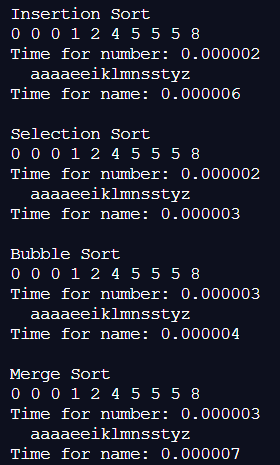 Insertion Sort
0 0 0 1 2 4 5 5 5 8
Time for number: 0.000002
  aaaaeeiklmnsstyz
Time for name: 0.000006

Selection Sort
0 0 0 1 2 4 5 5 5 8
Time for number: 0.000002
  aaaaeeiklmnsstyz
Time for name: 0.000003

Bubble Sort
0 0 0 1 2 4 5 5 5 8
Time for number: 0.000003
  aaaaeeiklmnsstyz
Time for name: 0.000004

Merge Sort
0 0 0 1 2 4 5 5 5 8
Time for number: 0.000003
  aaaaeeiklmnsstyz
Time for name: 0.000007